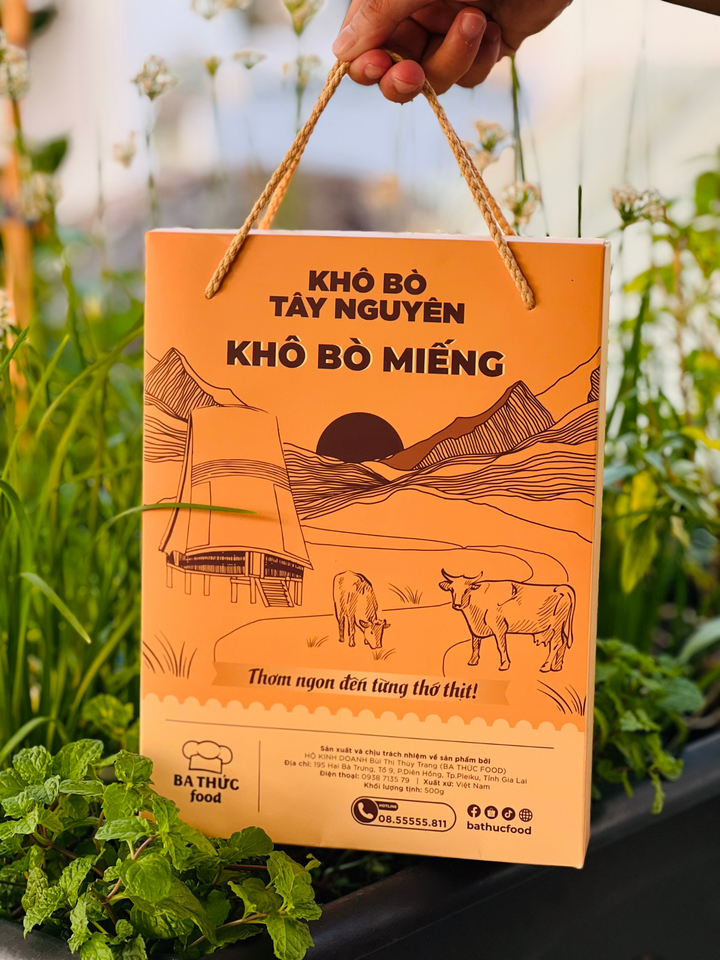 KHÔ BÒ
TÂY NGUYÊN
KHÔ BÒ MIẾNG
Thơm ngon đến từng thớ thịt!
BA THỨC
food
Sản xuất và chịu trách nhiệm về sản phẩm bởi
HỘ KINH DOANH Bùi Thị Thùy Trang (BA THỨC FOOD)
Địa chỉ: 195 Hai Bà Trưng, Tổ 9, P.Diên Hồng, Tp.Pleiku, Tỉnh Gia Lai
Điện thoại: 0938 7135 79 | Xuất xứ: Việt Nam
Khối lượng tịnh: 500g
HOTLINE
08.55555.811
bathucfood